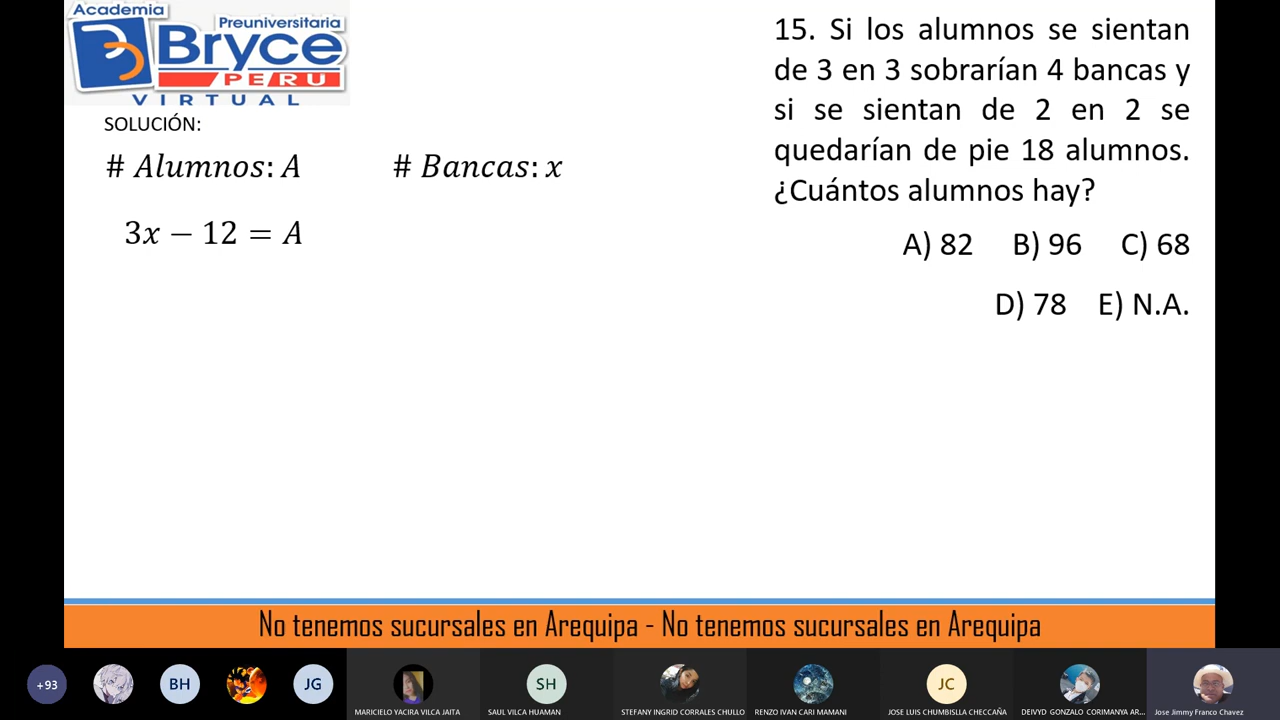 Academia
Preuniversitaria
Bryce
PERU
VIRTUAL
SOLUCIÓN:
# Alumnos: A
# Bancas: x
3x − 12 = A
15. Si los alumnos se sientan
de 3 en 3 sobrarían 4 bancas y
si se sientan de 2 en 2 se
quedarían de pie 18 alumnos.
¿Cuántos alumnos hay?
A) 82 B) 96 C) 68
D) 78 E) N.A.
No tenemos sucursales en Arequipa - No tenemos sucursales en Arequipa
+93
BH
JG
SH
JC
MARICIELO YACIRA VILCA JAITA
SAUL VILCA HUAMAN
STEFANY INGRID CORRALES CHULLO
RENZO IVAN CARI MAMANI
JOSE LUIS CHUMBISLLA CHECCAÑA
DEIVYD GONZALO CORIMANYA AR...
Jose Jimmy Franco Chavez